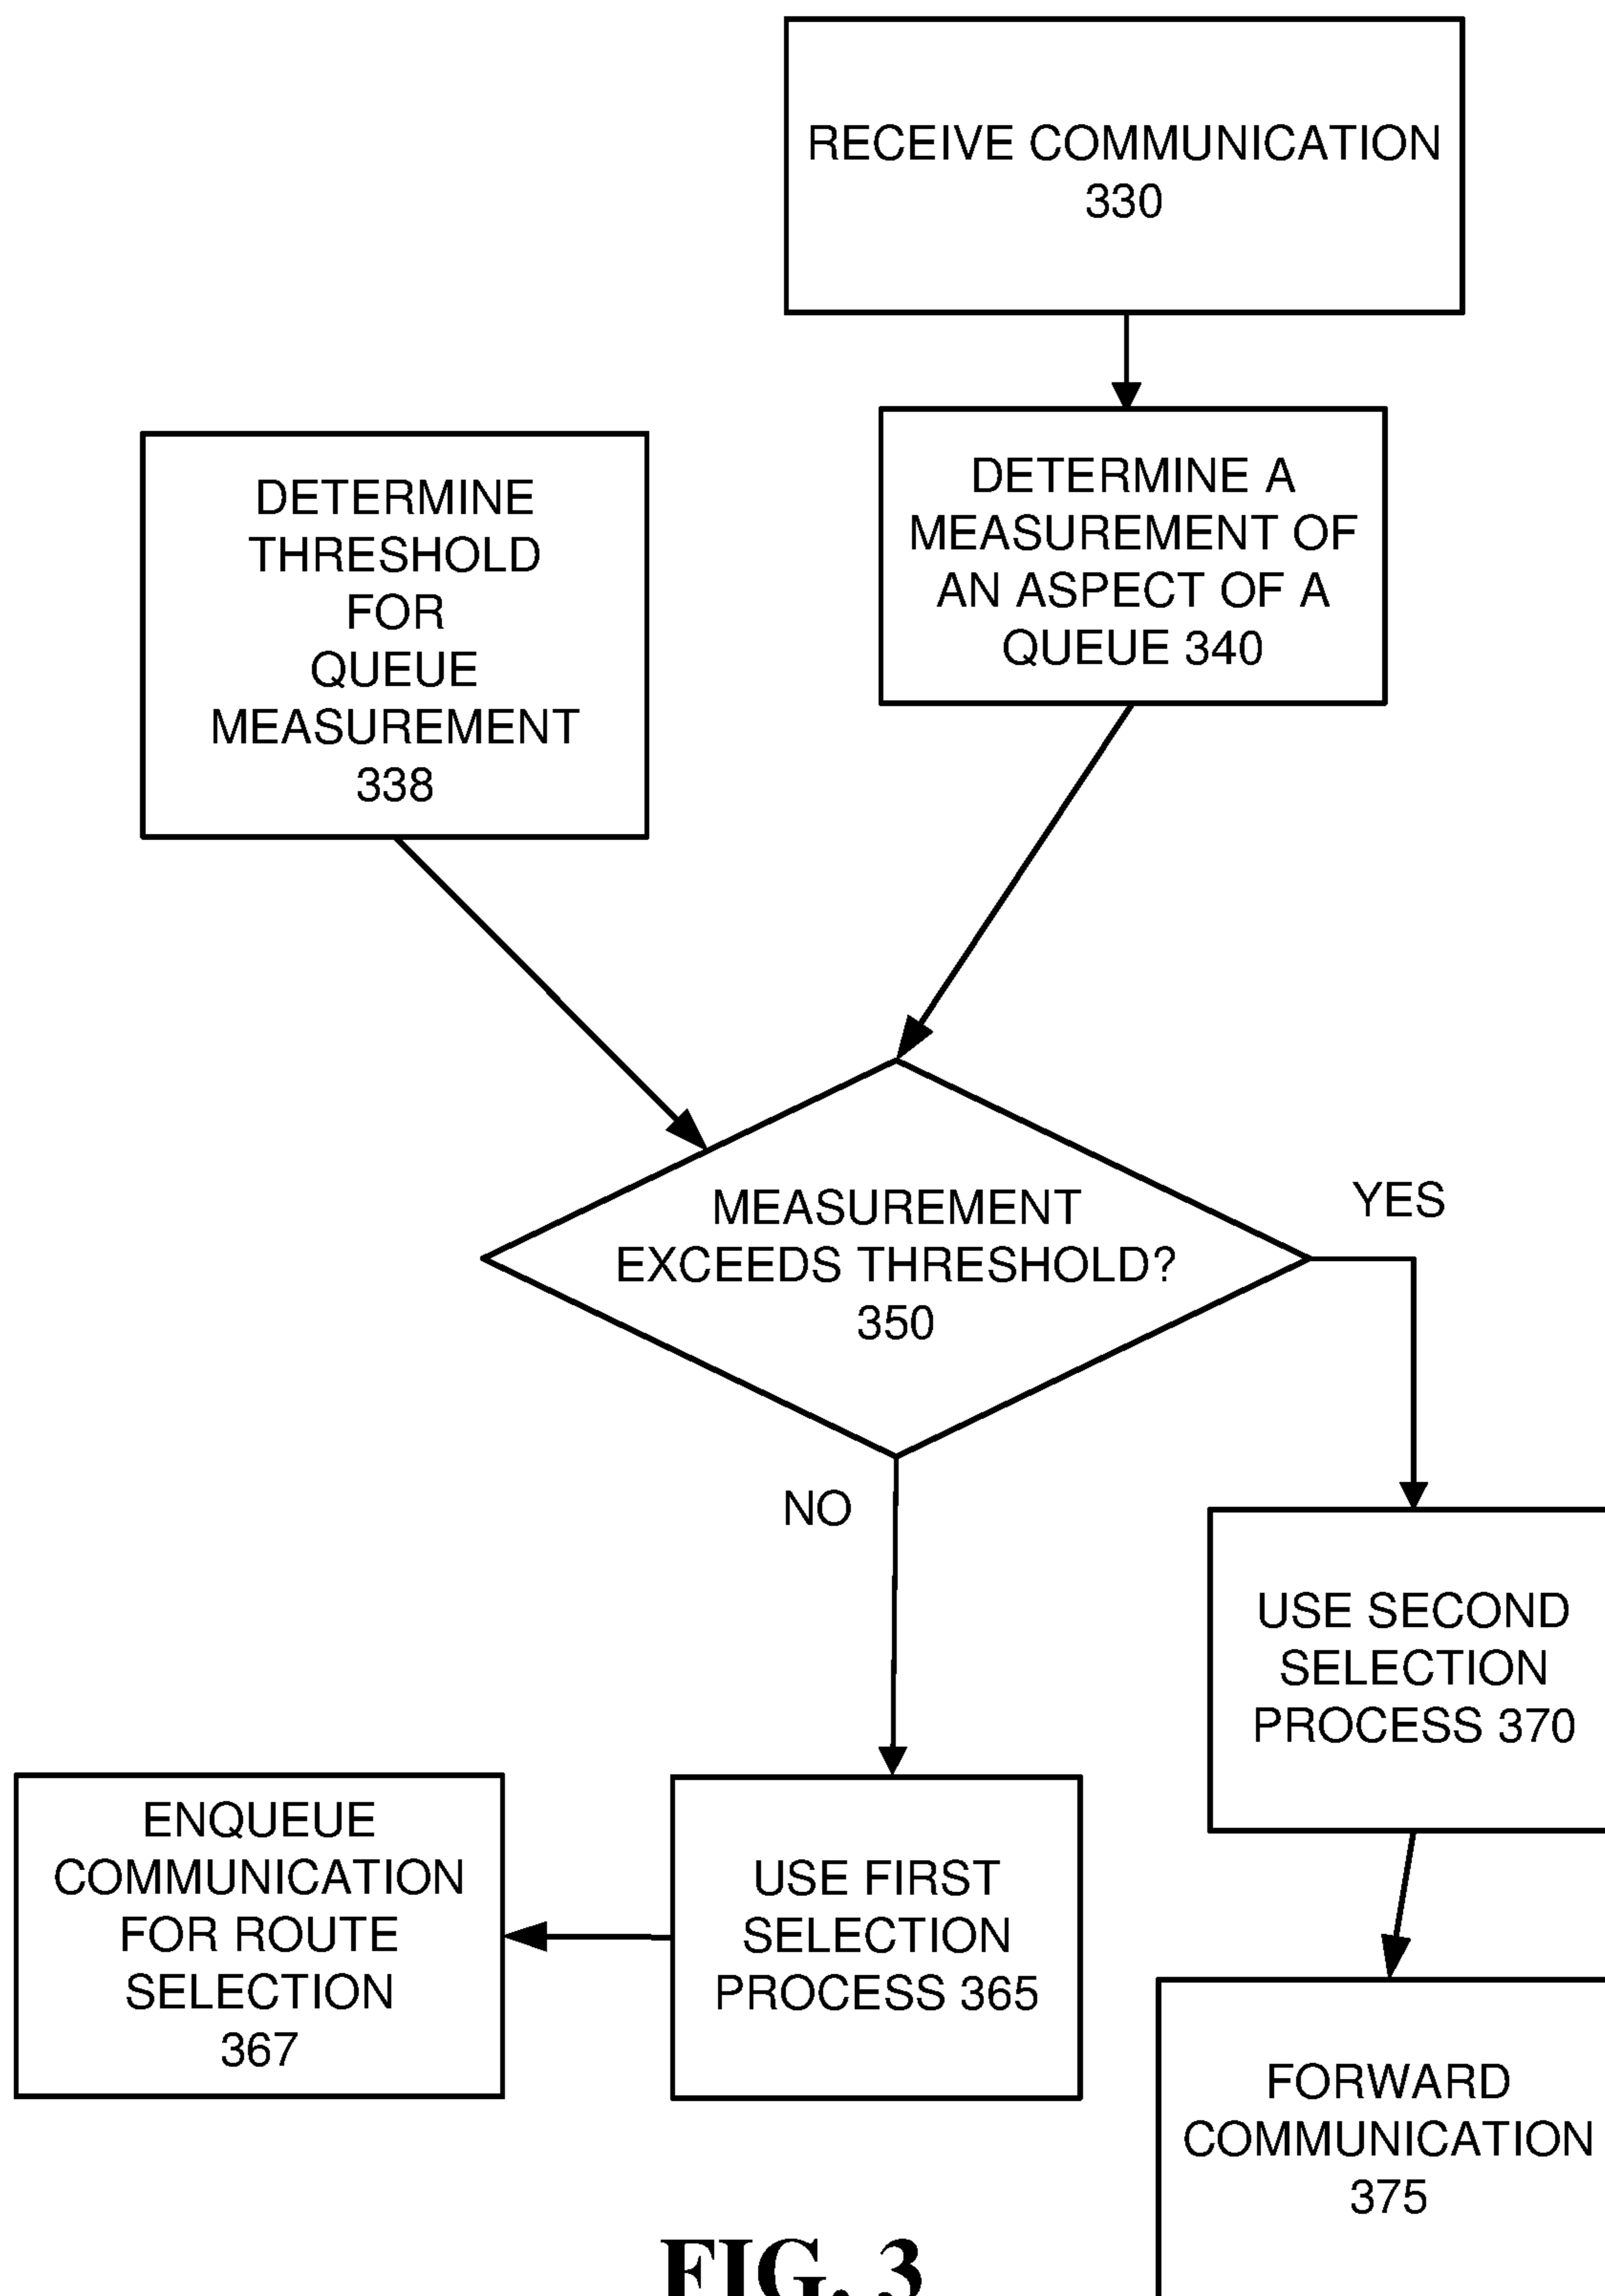 RECEIVE COMMUNICATION
330
DETERMINE
THRESHOLD
FOR
QUEUE
MEASUREMENT
338
DETERMINE A
MEASUREMENT OF
AN ASPECT OF A
QUEUE 340
MEASUREMENT
EXCEEDS THRESHOLD?
350
YES
NO
USE SECOND
SELECTION
PROCESS 370
ENQUEUE
COMMUNICATION
FOR ROUTE
SELECTION
367
USE FIRST
SELECTION
PROCESS 365
FORWARD
COMMUNICATION
375
FIG. 3